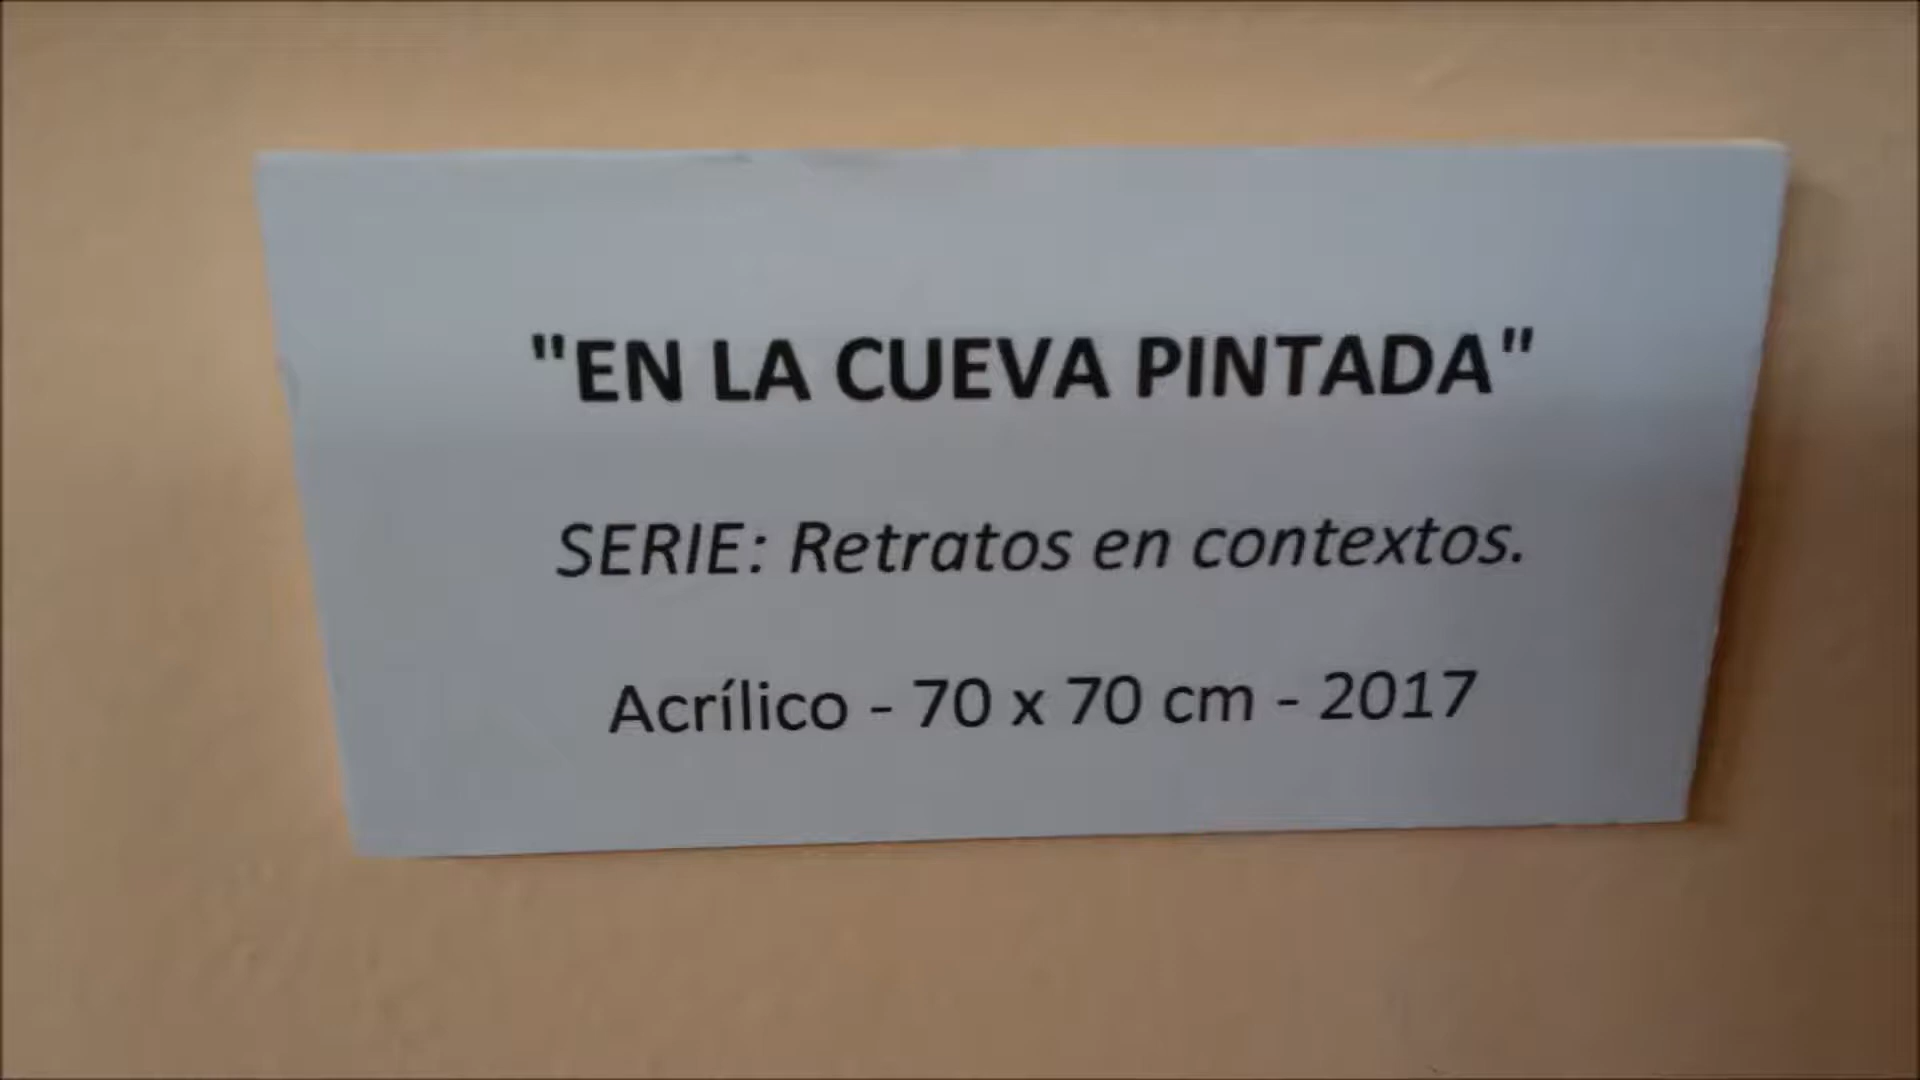 "EN LA CUEVA PINTADA"
SERIE: Retratos en contextos.
Acrílico - 70 x 70 cm - 2017